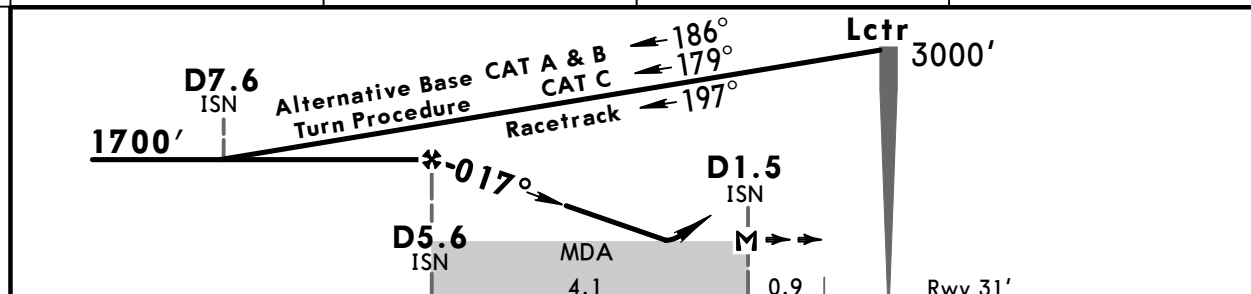 Lctr
3000′
186°
CAT A & B
179°
CAT C
Alternative Base
Turn Procedure
197°
Racetrack
D7.6
ISN
1700′
017°
D1.5
ISN
D5.6
ISN
MDA
M
4.1
0.9
Rwy 31′